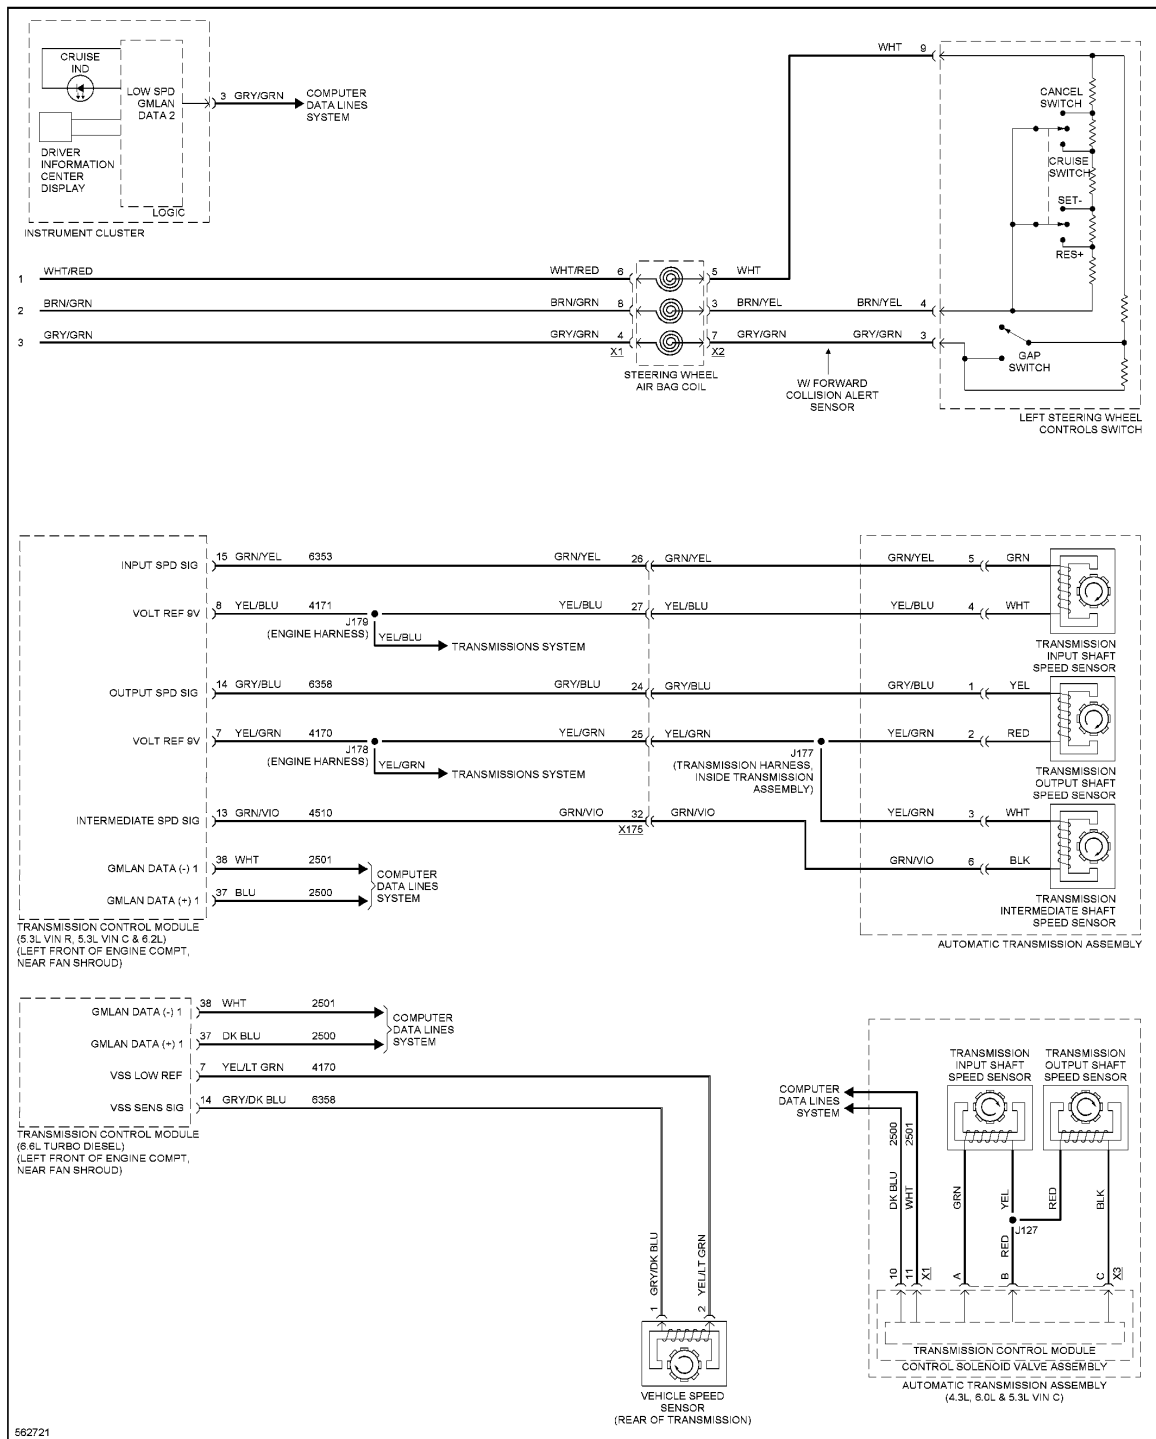 CRUISE
IND
LOW SPD
GMLAN
DATA 2
3 GRY/GRN
COMPUTER
DATA LINES
SYSTEM
DRIVER
INFORMATION
CENTER
DISPLAY
LOGIC
INSTRUMENT CLUSTER
WHT 9
CANCEL
SWITCH
CRUISE
SWITCH
SET-
RES+
1 WHT/RED WHT/RED 6 5 WHT
2 BRN/GRN BRN/GRN 8 3 BRN/YEL BRN/YEL 4
3 GRY/GRN GRY/GRN 4 7 GRY/GRN GRY/GRN 3
X1 X2
GAP
SWITCH
STEERING WHEEL
AIR BAG COIL
W/ FORWARD
COLLISION ALERT
SENSOR
LEFT STEERING WHEEL
CONTROLS SWITCH
INPUT SPD SIG 15 GRN/YEL 6353 GRN/YEL 26 GRN/YEL GRN/YEL 5 GRN
VOLT REF 9V 8 YEL/BLU 4171 YEL/BLU 27 YEL/BLU YEL/BLU 4 WHT
J179
(ENGINE HARNESS) YEL/BLU
TRANSMISSIONS SYSTEM
TRANSMISSION
INPUT SHAFT
SPEED SENSOR
OUTPUT SPD SIG 14 GRY/BLU 6358 GRY/BLU 24 GRY/BLU GRY/BLU 1 YEL
VOLT REF 9V 7 YEL/GRN 4170 YEL/GRN 25 YEL/GRN YEL/GRN 2 RED
J178
(ENGINE HARNESS) YEL/GRN
TRANSMISSIONS SYSTEM
J177
(TRANSMISSION HARNESS,
INSIDE TRANSMISSION
ASSEMBLY)
TRANSMISSION
OUTPUT SHAFT
SPEED SENSOR
INTERMEDIATE SPD SIG 13 GRN/VIO 4510 GRN/VIO 32 GRN/VIO YEL/GRN 3 WHT
X175
GRN/VIO 6 BLK
GMLAN DATA (-) 1 38 WHT 2501
GMLAN DATA (+) 1 37 BLU 2500
COMPUTER
DATA LINES
SYSTEM
TRANSMISSION
INTERMEDIATE SHAFT
SPEED SENSOR
TRANSMISSION CONTROL MODULE
(5.3L VIN R, 5.3L VIN C & 6.2L)
(LEFT FRONT OF ENGINE COMPT,
NEAR FAN SHROUD)
AUTOMATIC TRANSMISSION ASSEMBLY
GMLAN DATA (-) 1 38 WHT 2501
GMLAN DATA (+) 1 37 DK BLU 2500
COMPUTER
DATA LINES
SYSTEM
VSS LOW REF 7 YEL/LT GRN 4170
VSS SENS SIG 14 GRY/DK BLU 6358
TRANSMISSION CONTROL MODULE
(6.6L TURBO DIESEL)
(LEFT FRONT OF ENGINE COMPT,
NEAR FAN SHROUD)
1 GRY/DK BLU
2 YEL/LT GRN
VEHICLE SPEED
SENSOR
(REAR OF TRANSMISSION)
TRANSMISSION
INPUT SHAFT
SPEED SENSOR
TRANSMISSION
OUTPUT SHAFT
SPEED SENSOR
COMPUTER
DATA LINES
SYSTEM
10 DK BLU 2500
11 WHT 2501
X1
A GRN
YEL
RED
BLK
J127
B RED
C
X3
TRANSMISSION CONTROL MODULE
CONTROL SOLENOID VALVE ASSEMBLY
AUTOMATIC TRANSMISSION ASSEMBLY
(4.3L, 6.0L & 5.3L VIN C)
562721